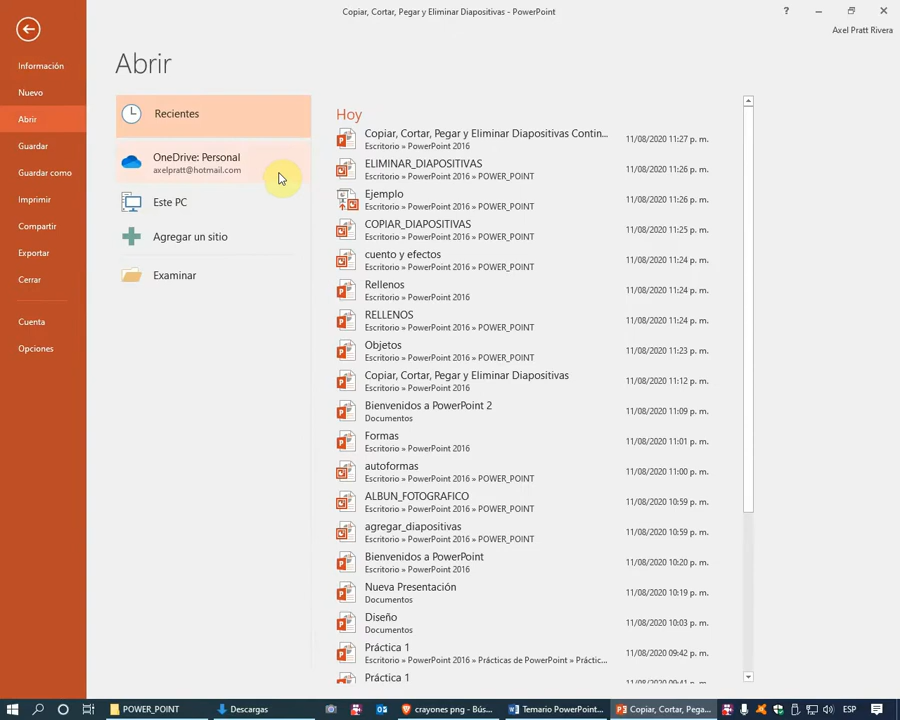 Copiar, Cortar, Pegar y Eliminar Diapositivas - PowerPoint
?
Axel Pratt Rivera
Información
Nuevo
Abrir
Guardar
Guardar como
Imprimir
Compartir
Exportar
Cerrar
Cuenta
Opciones
Abrir
Recientes
OneDrive: Personal
axelpratt@hotmail.com
Este PC
Agregar un sitio
Examinar
Hoy
Copiar, Cortar, Pegar y Eliminar Diapositivas Contin... 11/08/2020 11:27 p. m.
Escritorio » PowerPoint 2016
ELIMINAR_DIAPOSITIVAS 11/08/2020 11:26 p. m.
Escritorio » PowerPoint 2016 » POWER_POINT
Ejemplo 11/08/2020 11:26 p. m.
Escritorio » PowerPoint 2016 » POWER_POINT
COPIAR_DIAPOSITIVAS 11/08/2020 11:25 p. m.
Escritorio » PowerPoint 2016 » POWER_POINT
cuento y efectos 11/08/2020 11:24 p. m.
Escritorio » PowerPoint 2016 » POWER_POINT
Rellenos 11/08/2020 11:24 p. m.
Escritorio » PowerPoint 2016
RELLENOS 11/08/2020 11:24 p. m.
Escritorio » PowerPoint 2016 » POWER_POINT
Objetos 11/08/2020 11:23 p. m.
Escritorio » PowerPoint 2016 » POWER_POINT
Copiar, Cortar, Pegar y Eliminar Diapositivas 11/08/2020 11:12 p. m.
Escritorio » PowerPoint 2016
Bienvenidos a PowerPoint 2 11/08/2020 11:09 p. m.
Documentos
Formas 11/08/2020 11:01 p. m.
Escritorio » PowerPoint 2016
autoformas 11/08/2020 11:00 p. m.
Escritorio » PowerPoint 2016 » POWER_POINT
ALBUN_FOTOGRAFICO 11/08/2020 10:59 p. m.
Escritorio » PowerPoint 2016 » POWER_POINT
agregar_diapositivas 11/08/2020 10:59 p. m.
Escritorio » PowerPoint 2016 » POWER_POINT
Bienvenidos a PowerPoint 11/08/2020 10:20 p. m.
Escritorio » PowerPoint 2016
Nueva Presentación 11/08/2020 10:19 p. m.
Documentos
Diseño 11/08/2020 10:03 p. m.
Documentos
Práctica 1 11/08/2020 09:42 p. m.
Escritorio » PowerPoint 2016 » Prácticas de PowerPoint » Práctic...
Práctica 1 11/08/2020 09:41 p. m.
POWER_POINT
Descargas
crayones png - Bús...
Temario PowerPoint...
Copiar, Cortar, Pega...
ESP